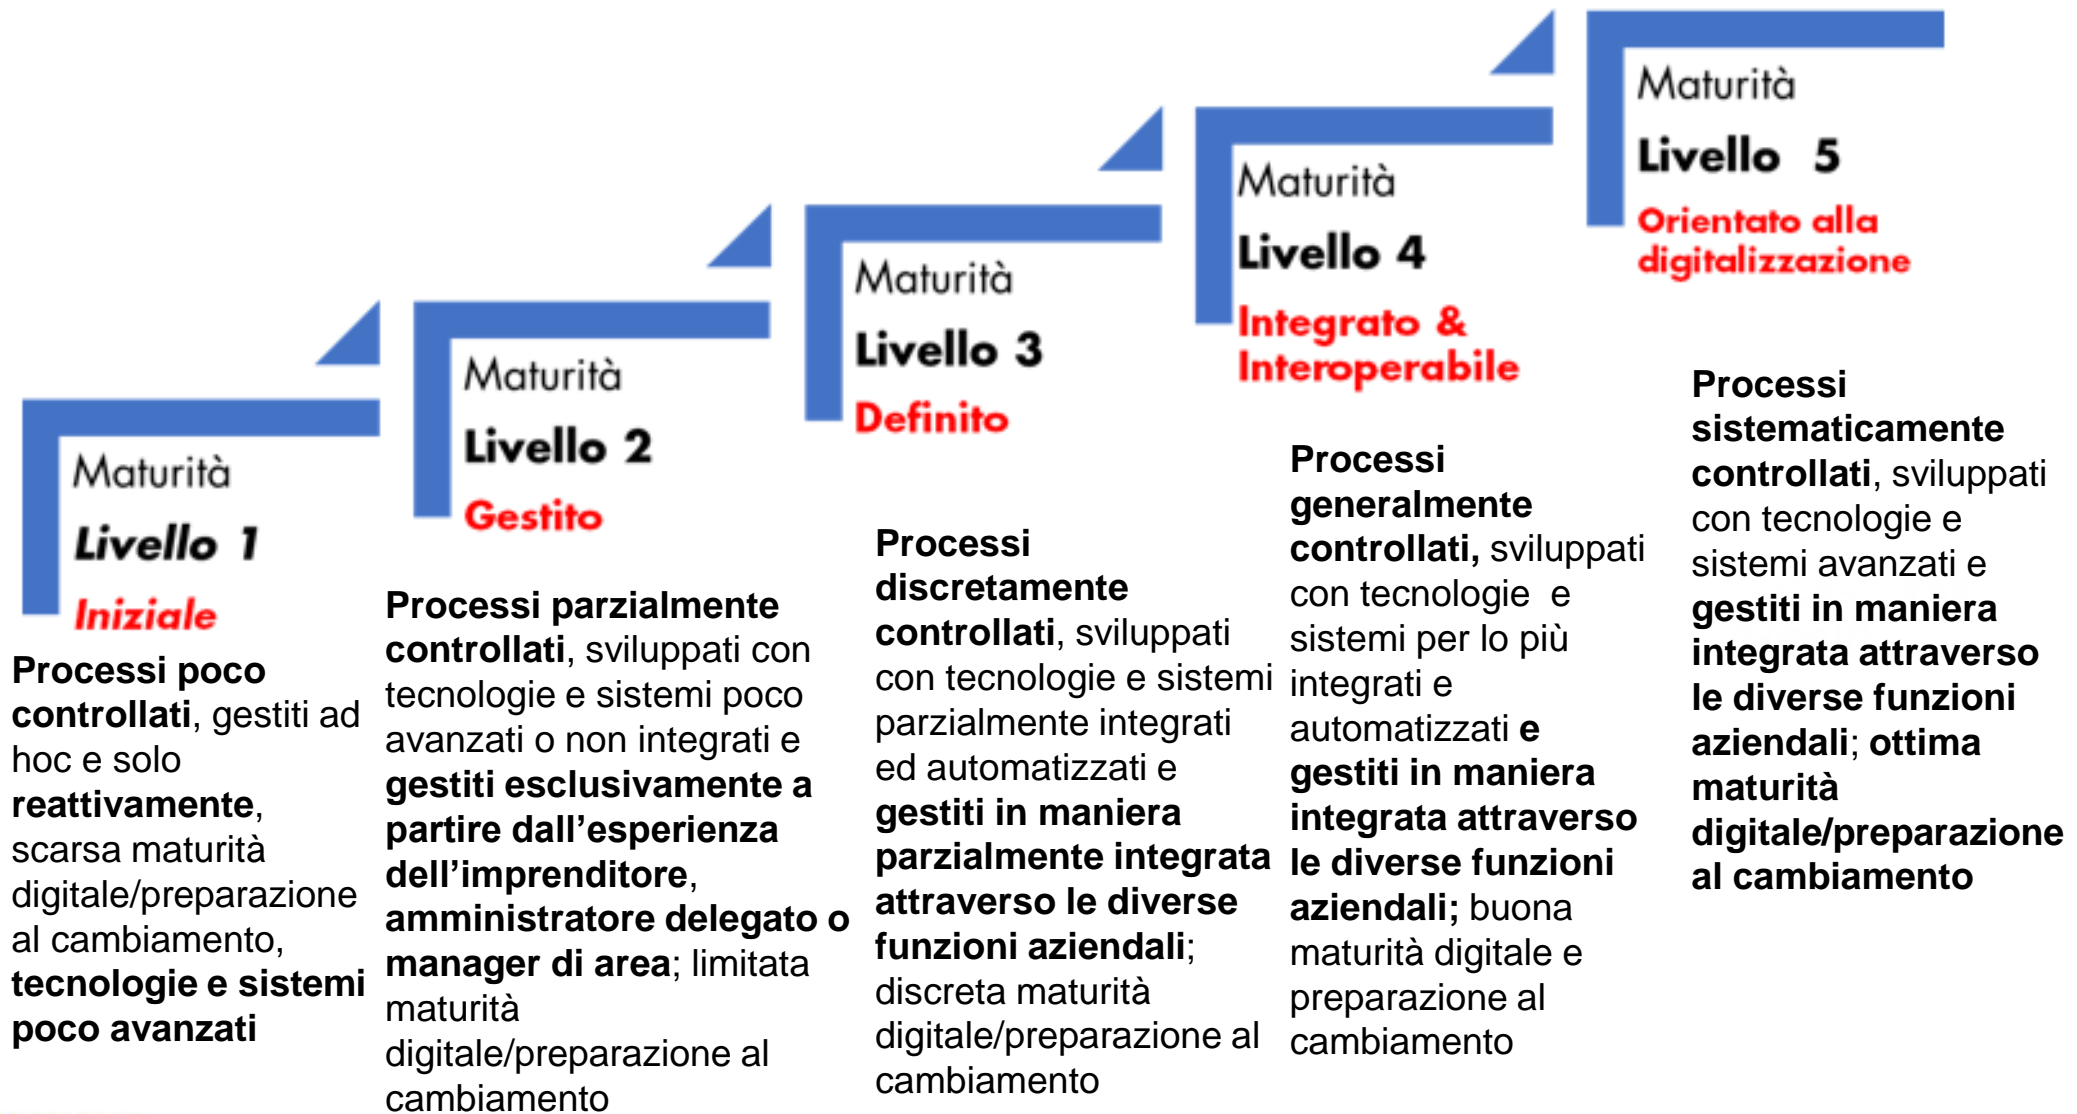 Maturità
Livello 1
Iniziale
Processi poco
controllati, gestiti ad
hoc e solo
reattivamente,
scarsa maturità
digitale/preparazione
al cambiamento,
tecnologie e sistemi
poco avanzati
Maturità
Livello 2
Gestito
Processi parzialmente
controllati, sviluppati con
tecnologie e sistemi poco
avanzati o non integrati e
gestiti esclusivamente a
partire dall’esperienza
dell’imprenditore,
amministratore delegato o
manager di area; limitata
maturità
digitale/preparazione al
cambiamento
Maturità
Livello 3
Definito
Processi
discretamente
controllati, sviluppati
con tecnologie e sistemi
parzialmente integrati
ed automatizzati e
gestiti in maniera
parzialmente integrata
attraverso le diverse
funzioni aziendali;
discreta maturità
digitale/preparazione al
cambiamento
Maturità
Livello 4
Integrato &
Interoperabile
Processi
generalmente
controllati, sviluppati
con tecnologie e
sistemi per lo più
integrati e
automatizzati e
gestiti in maniera
integrata attraverso
le diverse funzioni
aziendali; buona
maturità digitale e
preparazione al
cambiamento
Maturità
Livello 5
Orientato alla
digitalizzazione
Processi
sistematicamente
controllati, sviluppati
con tecnologie e
sistemi avanzati e
gestiti in maniera
integrata attraverso
le diverse funzioni
aziendali; ottima
maturità
digitale/preparazione
al cambiamento